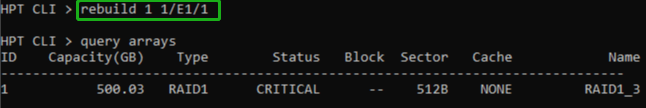 HPT CLI > rebuild 1 1/E1/1
HPT CLI > query arrays
ID Capacity(GB) Type Status Block Sector Cache Name
-------------------------------------------------------------------------------
1 500.03 RAID1 CRITICAL -- 512B NONE RAID1_3